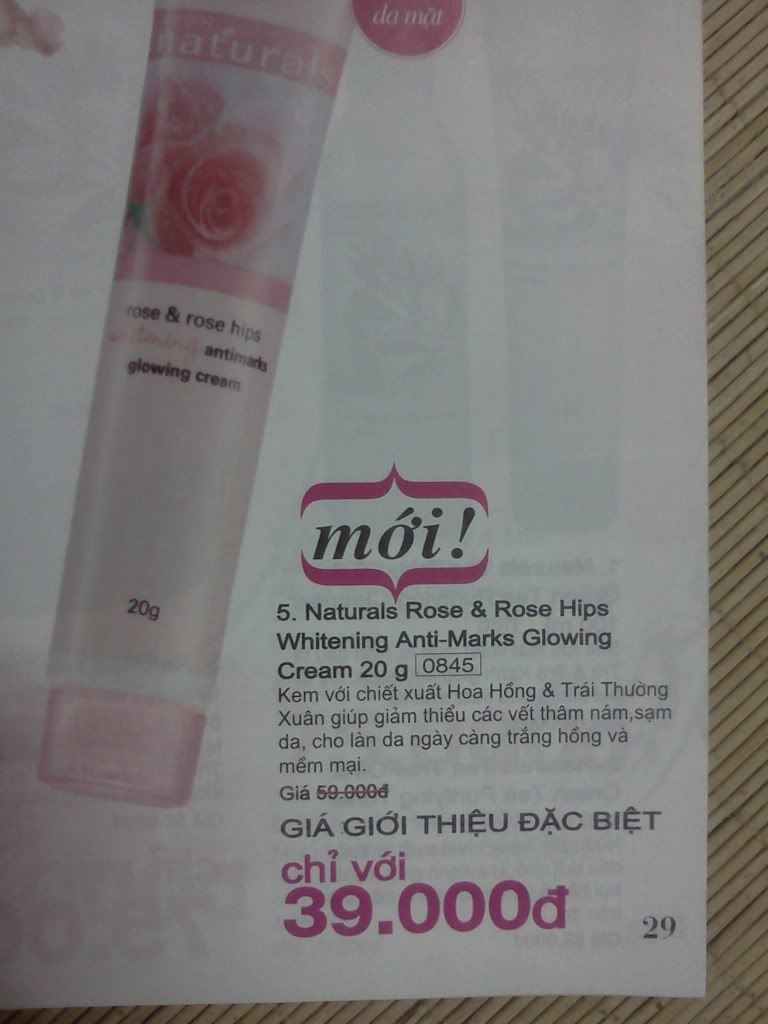 da mặt
naturals
rose & rose hips
whitening antimarks
glowing cream
20g
mới!
5. Naturals Rose & Rose Hips
Whitening Anti-Marks Glowing
Cream 20 g 0845
Kem với chiết xuất Hoa Hồng & Trái Thường
Xuân giúp giảm thiểu các vết thâm nám,sạm
da, cho làn da ngày càng trắng hồng và
mềm mại.
Giá 59.000đ
GIÁ GIỚI THIỆU ĐẶC BIỆT
chỉ với
39.000đ
29